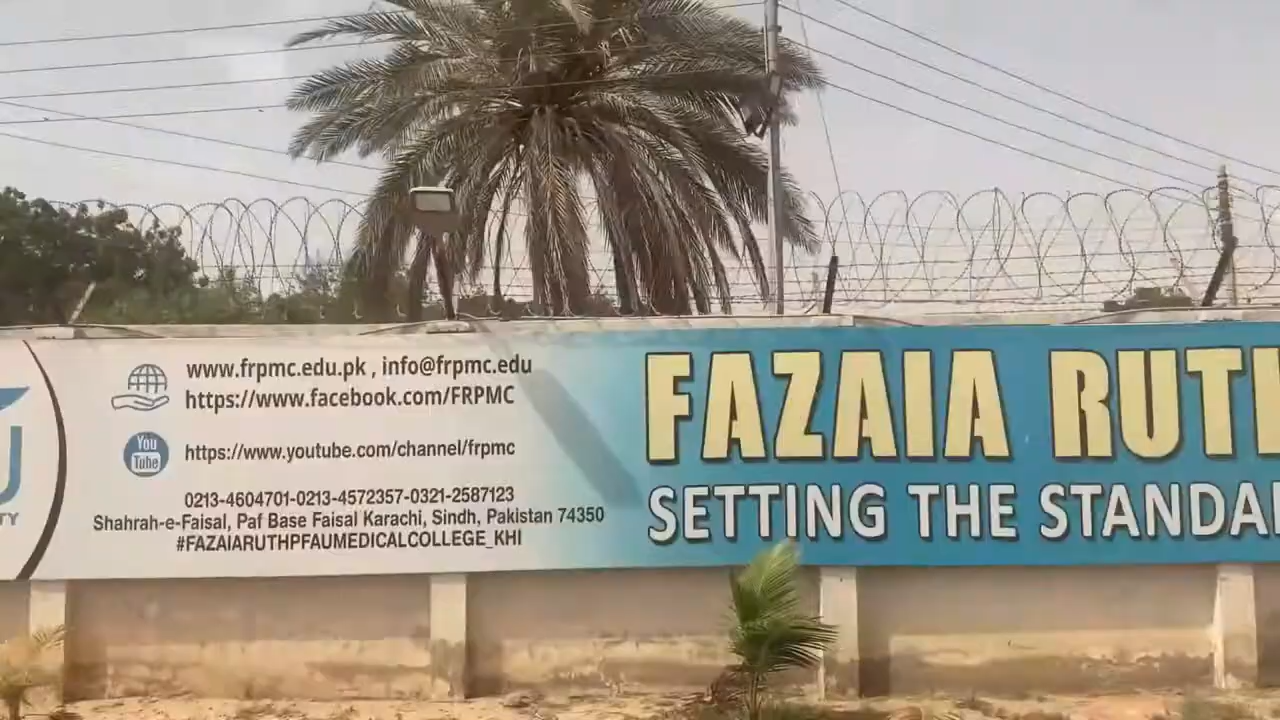 www.frpmc.edu.pk , info@frpmc.edu
https://www.facebook.com/FRPMC
You
Tube
https://www.youtube.com/channel/frpmc
0213-4604701-0213-4572357-0321-2587123
Shahrah-e-Faisal, Paf Base Faisal Karachi, Sindh, Pakistan 74350
#FAZAIARUTHPFAUMEDICALCOLLEGE_KHI
FAZAIA RUTH
SETTING THE STANDA